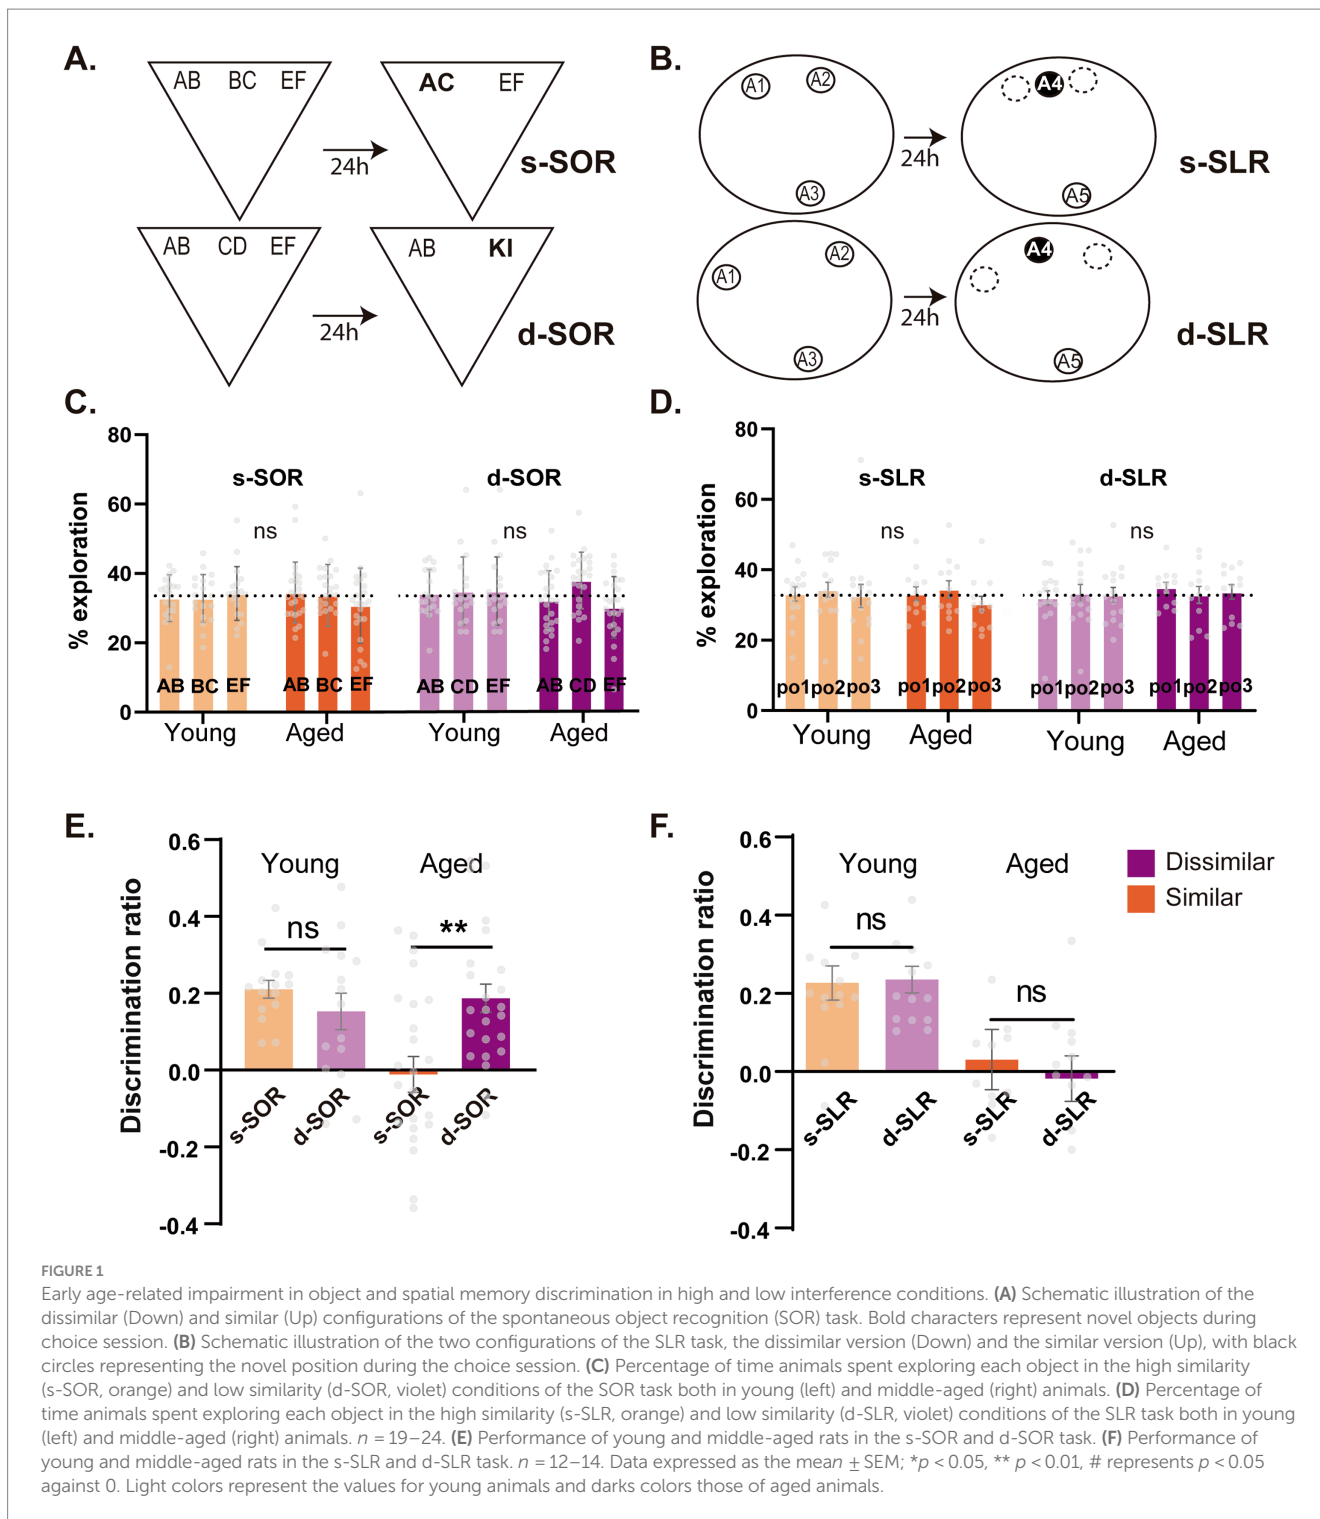 A.
AB BC EF
AC EF
24h
s-SOR
AB CD EF
AB KI
24h
d-SOR
B.
A1 A2
A3
A4
A5
24h
s-SLR
A1 A2
A3
A4
A5
24h
d-SLR
C.
% exploration
80
60
40
20
0
s-SOR d-SOR
ns ns
AB BC EF AB BC EF AB CD EF AB CD EF
Young Aged Young Aged
D.
% exploration
80
60
40
20
0
s-SLR d-SLR
ns ns
po1 po2 po3 po1 po2 po3 po1 po2 po3 po1 po2 po3
Young Aged Young Aged
E.
Discrimination ratio
0.6
0.4
0.2
0.0
-0.2
-0.4
Young Aged
ns **
s-SOR d-SOR s-SOR d-SOR
F.
Discrimination ratio
0.6
0.4
0.2
0.0
-0.2
-0.4
Young Aged
ns ns
s-SLR d-SLR s-SLR d-SLR
Dissimilar
Similar
FIGURE 1
Early age-related impairment in object and spatial memory discrimination in high and low interference conditions. (A) Schematic illustration of the
dissimilar (Down) and similar (Up) configurations of the spontaneous object recognition (SOR) task. Bold characters represent novel objects during
choice session. (B) Schematic illustration of the two configurations of the SLR task, the dissimilar version (Down) and the similar version (Up), with black
circles representing the novel position during the choice session. (C) Percentage of time animals spent exploring each object in the high similarity
(s-SOR, orange) and low similarity (d-SOR, violet) conditions of the SOR task both in young (left) and middle-aged (right) animals. (D) Percentage of
time animals spent exploring each object in the high similarity (s-SLR, orange) and low similarity (d-SLR, violet) conditions of the SLR task both in young
(left) and middle-aged (right) animals. n = 19–24. (E) Performance of young and middle-aged rats in the s-SOR and d-SOR task. (F) Performance of
young and middle-aged rats in the s-SLR and d-SLR task. n = 12–14. Data expressed as the mean ± SEM; *p < 0.05, ** p < 0.01, # represents p < 0.05
against 0. Light colors represent the values for young animals and darks colors those of aged animals.